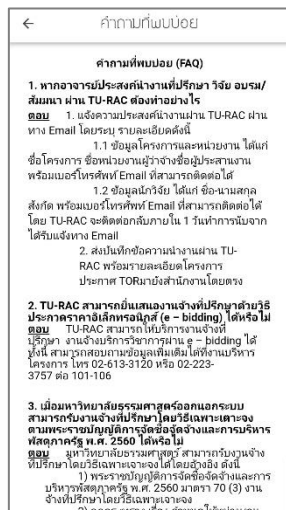 คำถามที่พบบ่อย
คำถามที่พบบ่อย (FAQ)
1. หากอาจารย์ประสงค์นำงานที่ปรึกษา วิจัย อบรม/
สัมมนา ผ่าน TU-RAC ต้องทำอย่างไร
ตอบ 1. แจ้งความประสงค์นำงานผ่าน TU-RAC ผ่าน
ทาง Email โดยระบุ รายละเอียดดังนี้
1.1 ข้อมูลโครงการและหน่วยงาน ได้แก่
ชื่อโครงการ ชื่อหน่วยงานผู้ว่าจ้างชื่อผู้ประสานงาน
พร้อมเบอร์โทรศัพท์ Email ที่สามารถติดต่อได้
1.2 ข้อมูลนักวิจัย ได้แก่ ชื่อ-นามสกุล
สังกัด พร้อมเบอร์โทรศัพท์ Email ที่สามารถติดต่อได้
โดย TU-RAC จะติดต่อกลับภายใน 1 วันทำการนับจาก
ได้รับแจ้งทาง Email
2. ส่งบันทึกข้อความนำงานผ่าน TU-
RAC พร้อมรายละเอียดโครงการ
ประกาศ TORมายังสำนักงานโดยตรง
2. TU-RAC สามารถยื่นเสนองานจ้างที่ปรึกษาด้วยวิธี
ประกวดราคาอิเล็กทรอนิกส์ (e – bidding) ได้หรือไม่
ตอบ TU-RAC สามารถให้บริการงานจ้างที่
ปรึกษา งานจ้างบริการวิชาการผ่าน e – bidding ได้
ทั้งนี้ สามารถสอบถามข้อมูลเพิ่มเติมได้ที่งานบริหาร
โครงการ โทร 02-613-3120 หรือ 02-223-
3757 ต่อ 101-106
3. เมื่อมหาวิทยาลัยธรรมศาสตร์ออกนอกระบบ
สามารถรับงานจ้างที่ปรึกษาโดยวิธีเฉพาะเจาะจง
ตามพระราชบัญญัติการจัดซื้อจัดจ้างและการบริหาร
พัสดุภาครัฐ พ.ศ. 2560 ได้หรือไม่
ตอบ มหาวิทยาลัยธรรมศาสตร์ สามารถรับงานจ้าง
ที่ปรึกษาโดยวิธีเฉพาะเจาะจงได้โดยอ้างอิง ดังนี้
1) พระราชบัญญัติการจัดซื้อจัดจ้างและการ
บริหารพัสดุภาครัฐ พ.ศ. 2560 มาตรา 70 (3) งาน
จ้างที่ปรึกษาโดยวิธีเฉพาะเจาะจง